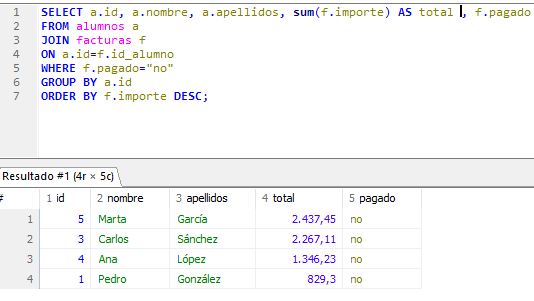 1 SELECT a.id, a.nombre, a.apellidos, sum(f.importe) AS total , f.pagado
2 FROM alumnos a
3 JOIN facturas f
4 ON a.id=f.id_alumno
5 WHERE f.pagado="no"
6 GROUP BY a.id
7 ORDER BY f.importe DESC;
Resultado #1 (4r × 5c)
# 1 id 2 nombre 3 apellidos 4 total 5 pagado
1 5 Marta García 2.437,45 no
2 3 Carlos Sánchez 2.267,11 no
3 4 Ana López 1.346,23 no
4 1 Pedro González 829,3 no